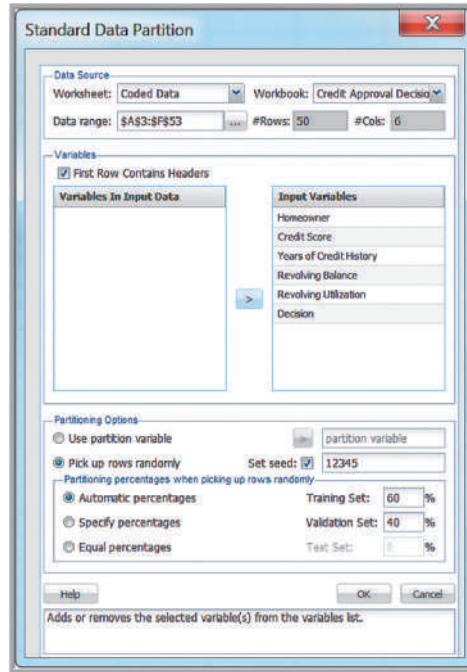 Standard Data Partition
Data Source
Worksheet: Coded Data Workbook: Credit Approval Decisio
Data range: $A$3:$F$53 ... #Rows: 50 #Cols: 6
Variables
First Row Contains Headers
Variables In Input Data Input Variables
Homeowner
Credit Score
Years of Credit History
Revolving Balance
Revolving Utilization
Decision
>
Partitioning Options
Use partition variable > partition variable
Pick up rows randomly Set seed: 12345
Partitioning percentages when picking up rows randomly
Automatic percentages Training Set: 60 %
Specify percentages Validation Set: 40 %
Equal percentages Test Set: %
Help OK Cancel
Adds or removes the selected variable(s) from the variables list.